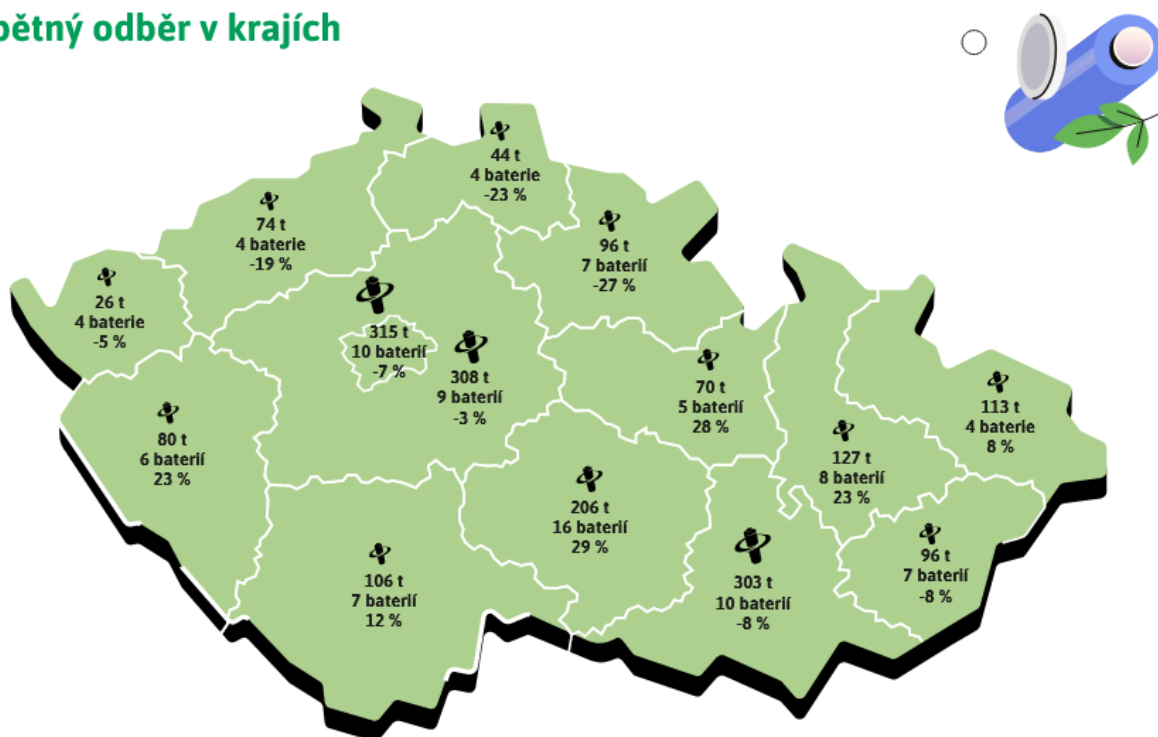 pětný odběr v krajích
44 t
4 baterie
-23 %
74 t
4 baterie
-19 %
96 t
7 baterií
-27 %
26 t
4 baterie
-5 %
315 t
10 baterií
-7 %
308 t
9 baterií
-3 %
70 t
5 baterií
28 %
113 t
4 baterie
8 %
80 t
6 baterií
23 %
127 t
8 baterií
23 %
206 t
16 baterií
29 %
96 t
7 baterií
-8 %
106 t
7 baterií
12 %
303 t
10 baterií
-8 %